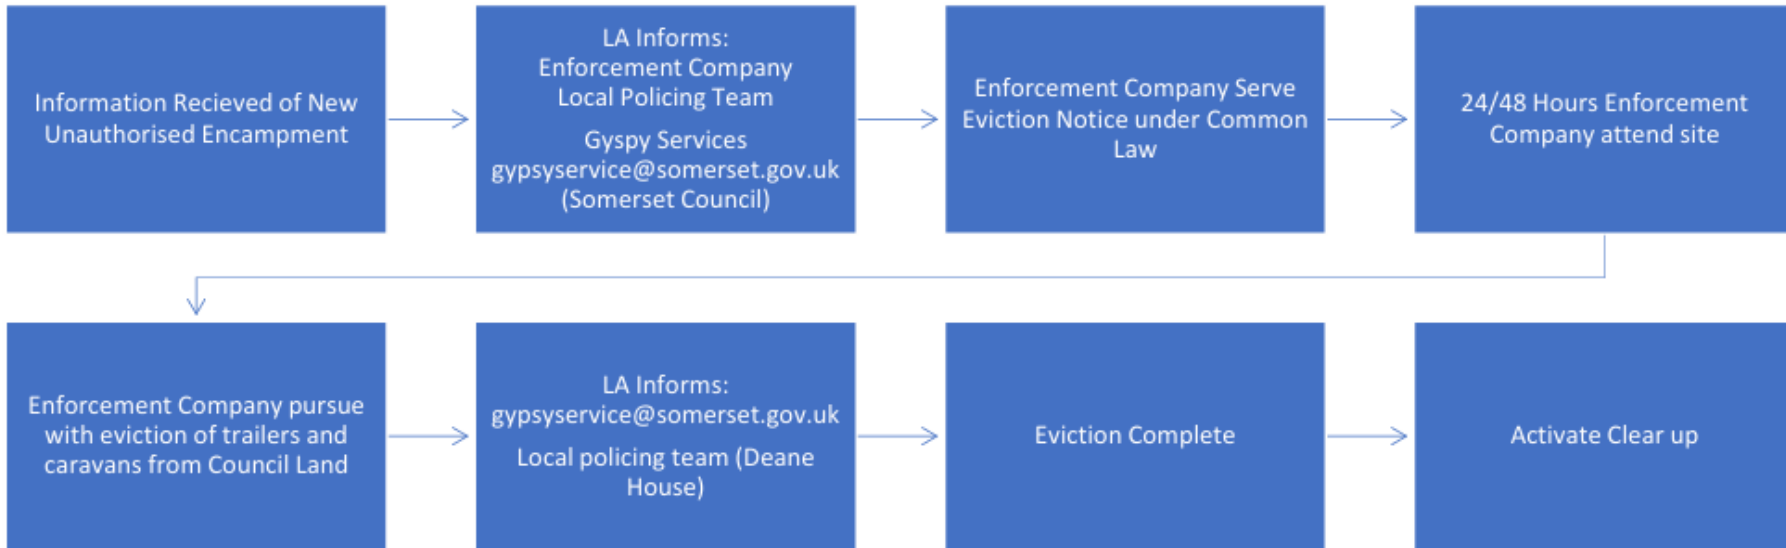 Information Recieved of New
Unauthorised Encampment
LA Informs:
Enforcement Company
Local Policing Team
Gyspy Services
gypsyservice@somerset.gov.uk
(Somerset Council)
Enforcement Company Serve
Eviction Notice under Common
Law
24/48 Hours Enforcement
Company attend site
Enforcement Company pursue
with eviction of trailers and
caravans from Council Land
LA Informs:
gypsyservice@somerset.gov.uk
Local policing team (Deane
House)
Eviction Complete
Activate Clear up